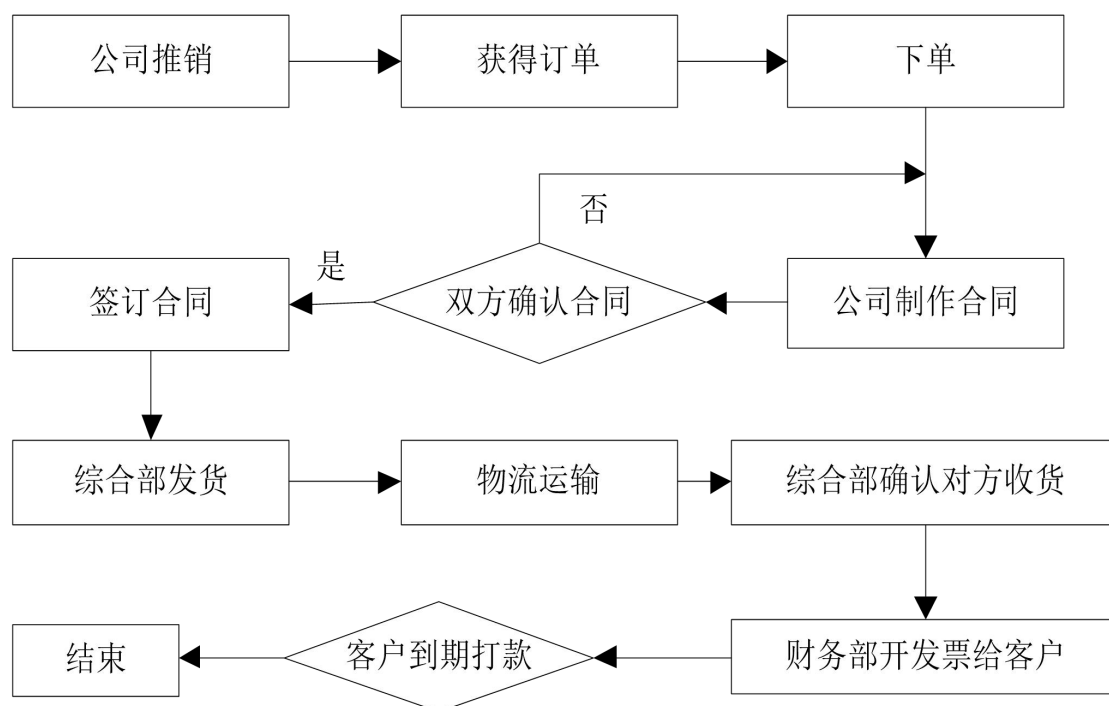 公司推销
获得订单
下单
否
是
签订合同
双方确认合同
公司制作合同
综合部发货
物流运输
综合部确认对方收货
结束
客户到期打款
财务部开发票给客户